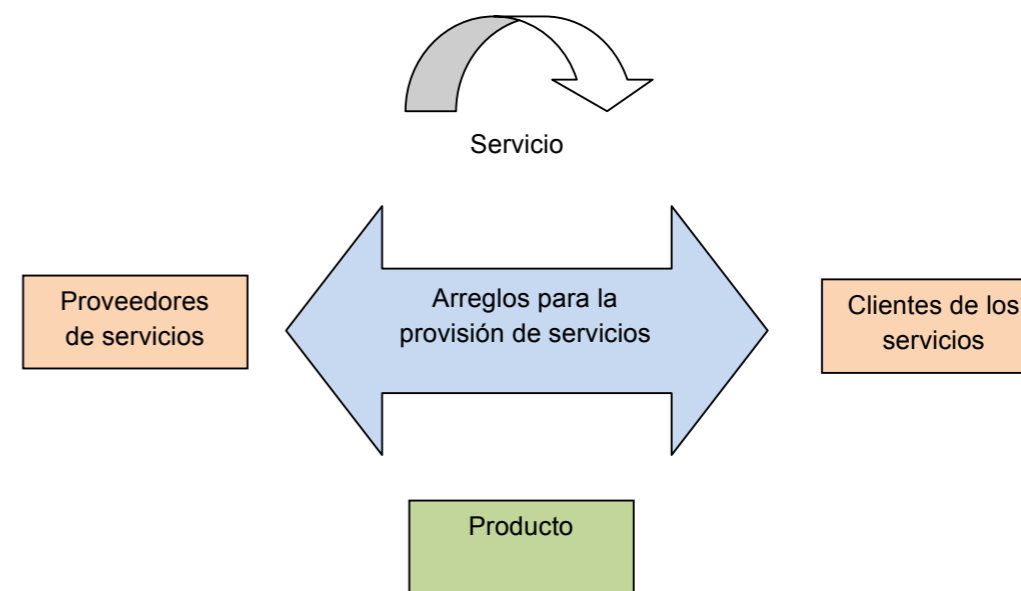 Servicio
Proveedores
de servicios
Arreglos para la
provisión de servicios
Clientes de los
servicios
Producto